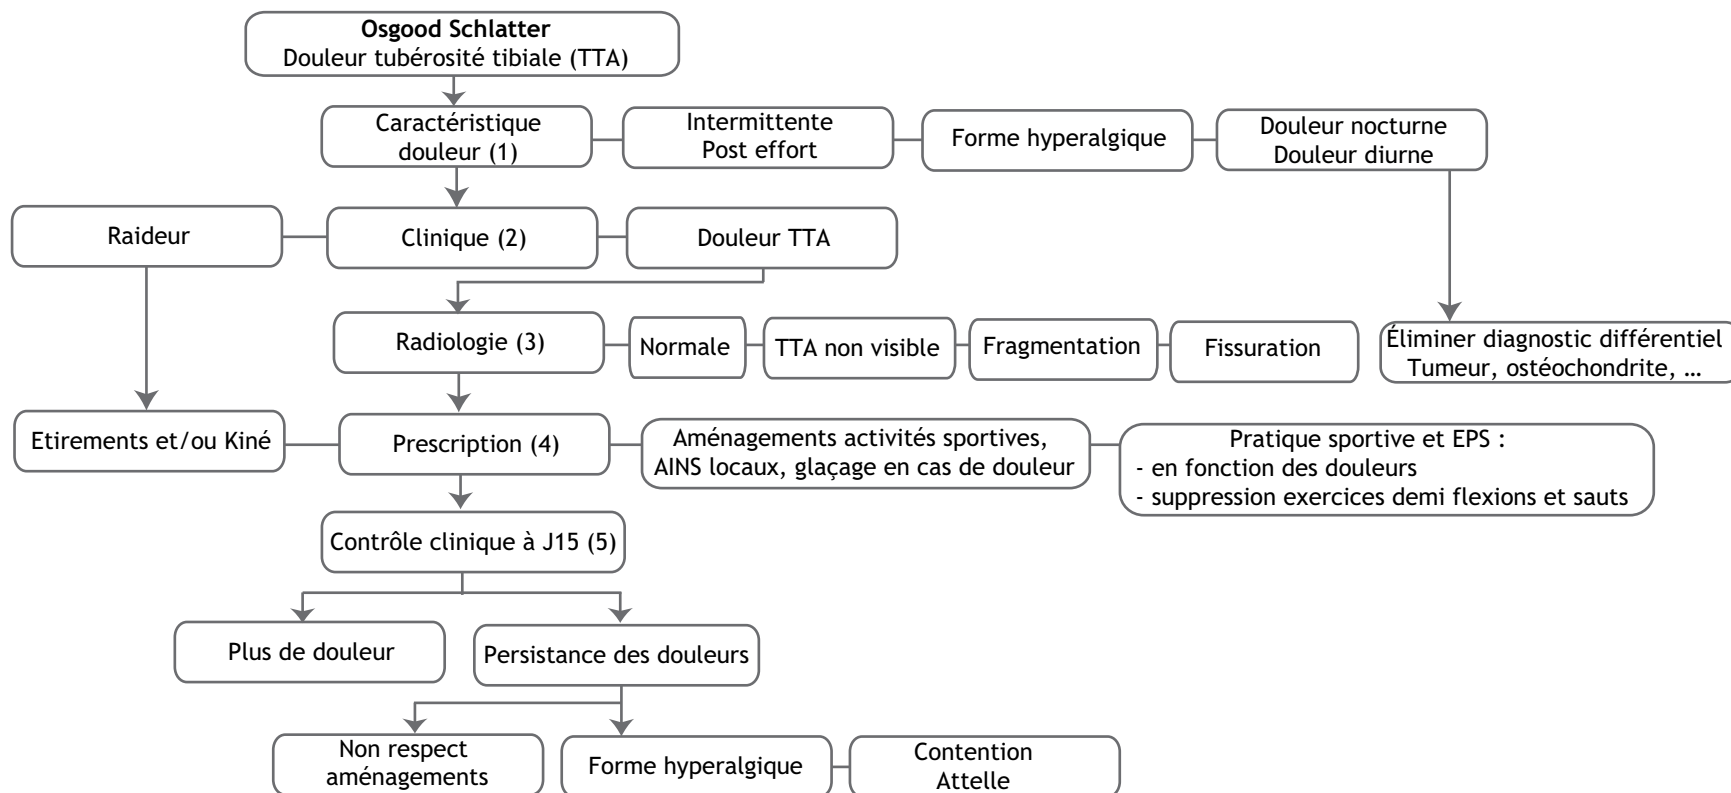 Osgood Schlatter
Douleur tubérosité tibiale (TTA)
Caractéristique
douleur (1)
Intermittente
Post effort
Forme hyperalgique
Douleur nocturne
Douleur diurne
Raideur
Clinique (2)
Douleur TTA
Radiologie (3)
Normale
TTA non visible
Fragmentation
Fissuration
Éliminer diagnostic différentiel
Tumeur, ostéochondrite, ...
Etirements et/ou Kiné
Prescription (4)
Aménagements activités sportives,
AINS locaux, glaçage en cas de douleur
Pratique sportive et EPS :
- en fonction des douleurs
- suppression exercices demi flexions et sauts
Contrôle clinique à J15 (5)
Plus de douleur
Persistance des douleurs
Non respect
aménagements
Forme hyperalgique
Contention
Attelle